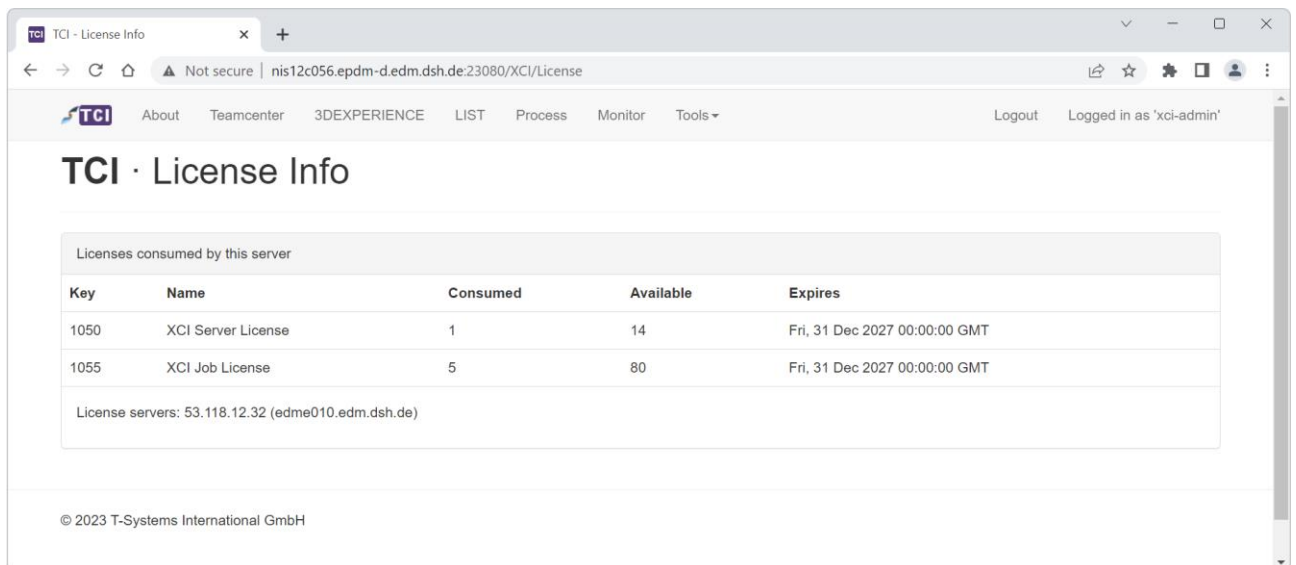 TCI TCI - License Info
Not secure | nis12c056.epdm-d.edm.dsh.de:23080/XCI/License
TCI About Teamcenter 3DEXPERIENCE LIST Process Monitor Tools Logout Logged in as 'xci-admin'
TCI · License Info
Licenses consumed by this server
Key Name Consumed Available Expires
1050 XCI Server License 1 14 Fri, 31 Dec 2027 00:00:00 GMT
1055 XCI Job License 5 80 Fri, 31 Dec 2027 00:00:00 GMT
License servers: 53.118.12.32 (edme010.edm.dsh.de)
© 2023 T-Systems International GmbH